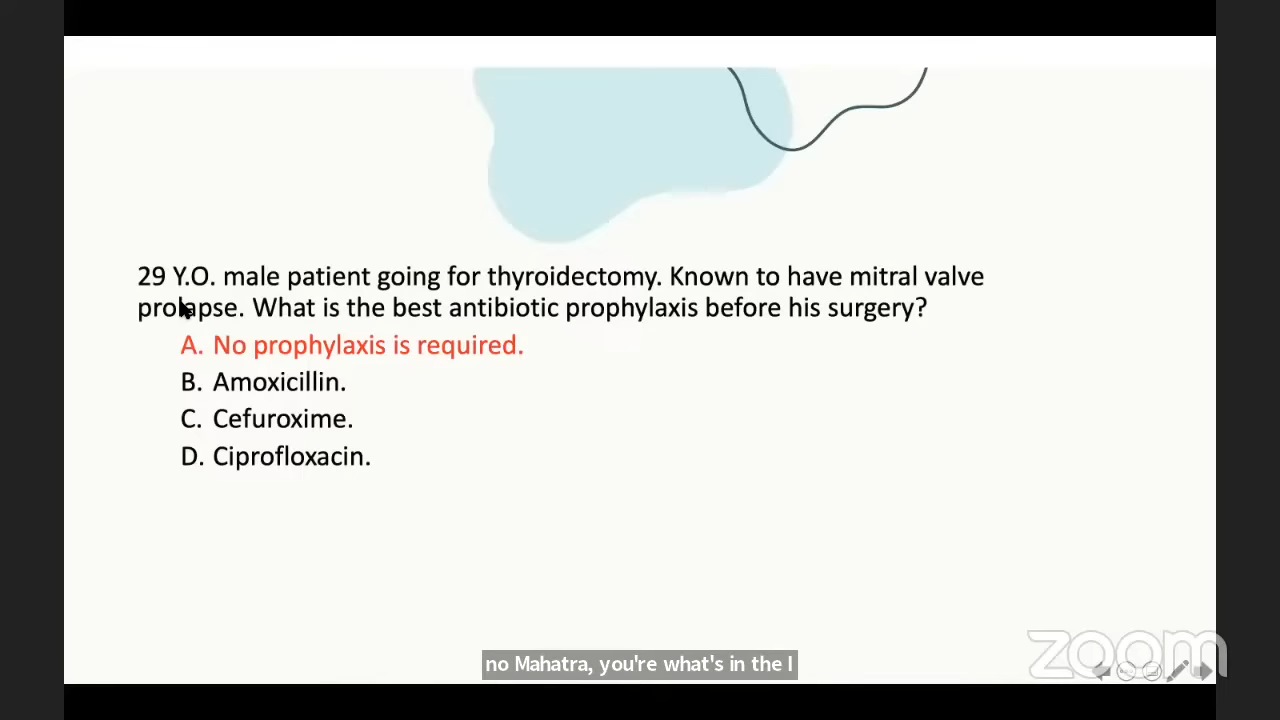 29 Y.O. male patient going for thyroidectomy. Known to have mitral valve
prolapse. What is the best antibiotic prophylaxis before his surgery?
A. No prophylaxis is required.
B. Amoxicillin.
C. Cefuroxime.
D. Ciprofloxacin.
no Mahatra, you're what's in the I
zoom